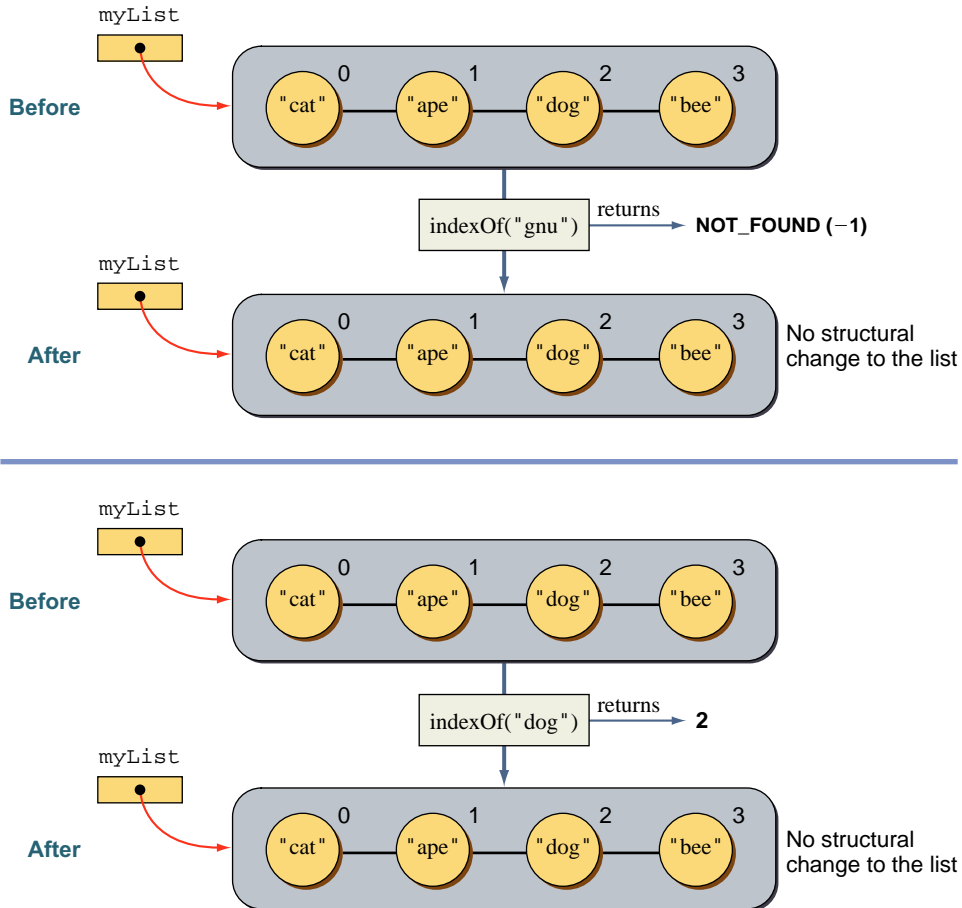 myList
0 1 2 3
Before
"cat" "ape" "dog" "bee"
indexOf("gnu")
returns
NOT_FOUND (−1)
myList
0 1 2 3
After
"cat" "ape" "dog" "bee"
No structural
change to the list
myList
0 1 2 3
Before
"cat" "ape" "dog" "bee"
indexOf("dog")
returns
2
myList
0 1 2 3
After
"cat" "ape" "dog" "bee"
No structural
change to the list